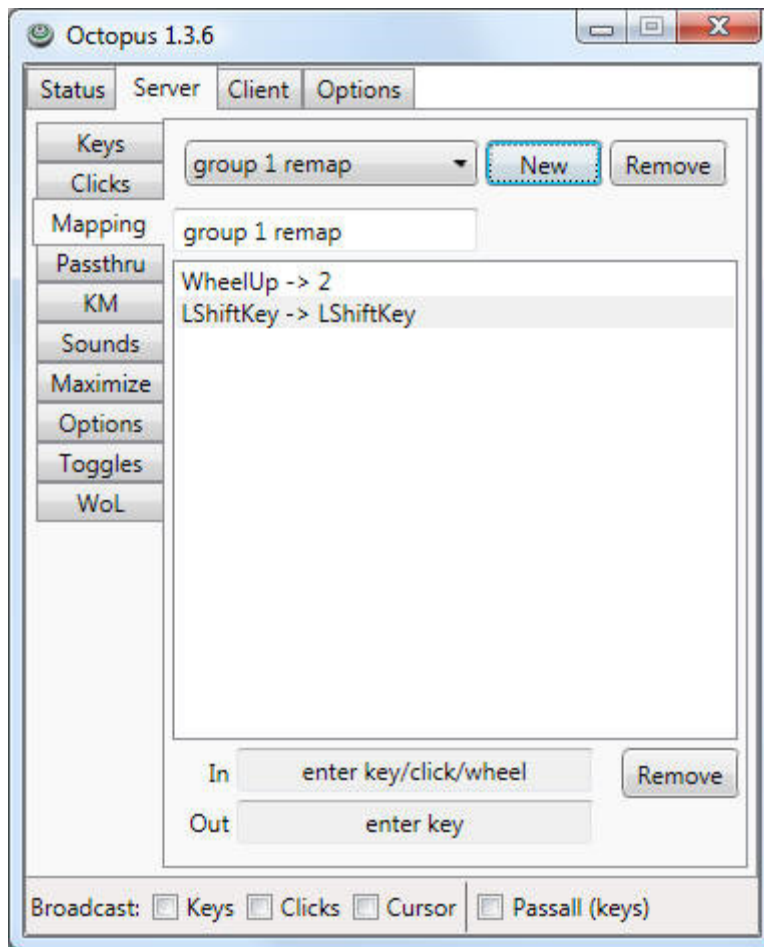 Octopus 1.3.6
Status Server Client Options
Keys
Clicks
Mapping
Passthru
KM
Sounds
Maximize
Options
Toggles
WoL
group 1 remap New Remove
group 1 remap
WheelUp -> 2
LShiftKey -> LShiftKey
In enter key/click/wheel Remove
Out enter key
Broadcast: Keys Clicks Cursor Passall (keys)